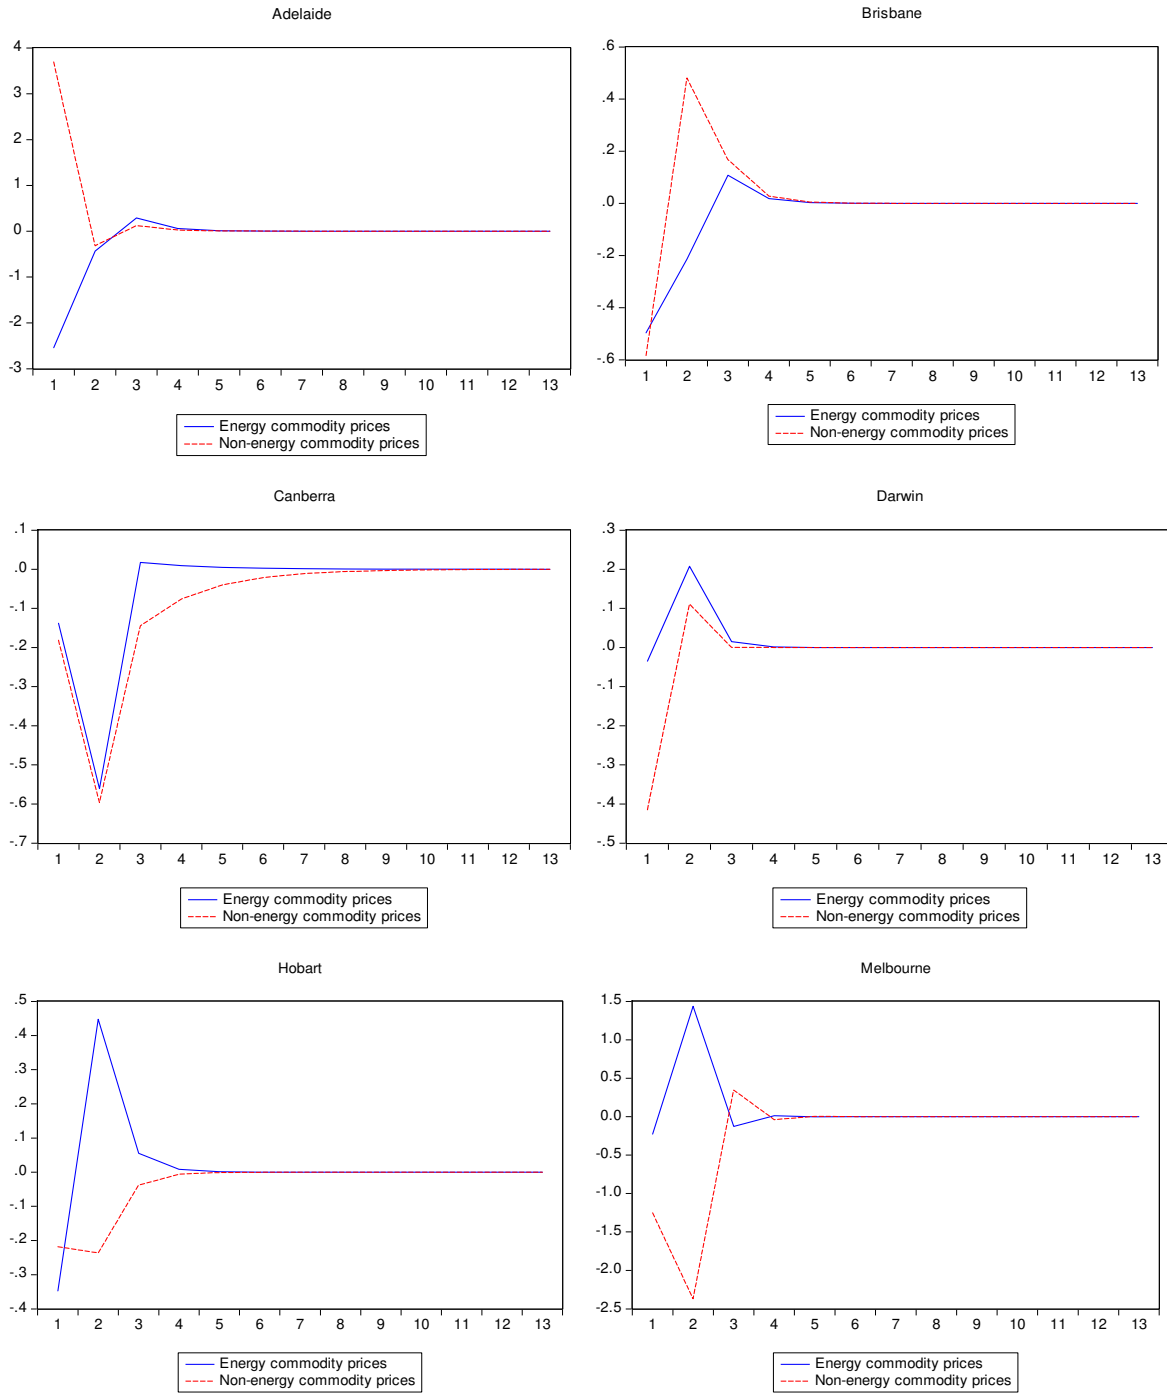 Adelaide
4
3
2
1
0
-1
-2
-3
1 2 3 4 5 6 7 8 9 10 11 12 13
Energy commodity prices
Non-energy commodity prices
Brisbane
.6
.4
.2
.0
-.2
-.4
-.6
1 2 3 4 5 6 7 8 9 10 11 12 13
Energy commodity prices
Non-energy commodity prices
Canberra
.1
.0
-.1
-.2
-.3
-.4
-.5
-.6
-.7
1 2 3 4 5 6 7 8 9 10 11 12 13
Energy commodity prices
Non-energy commodity prices
Darwin
.3
.2
.1
.0
-.1
-.2
-.3
-.4
-.5
1 2 3 4 5 6 7 8 9 10 11 12 13
Energy commodity prices
Non-energy commodity prices
Hobart
.5
.4
.3
.2
.1
.0
-.1
-.2
-.3
-.4
1 2 3 4 5 6 7 8 9 10 11 12 13
Energy commodity prices
Non-energy commodity prices
Melbourne
1.5
1.0
0.5
0.0
-0.5
-1.0
-1.5
-2.0
-2.5
1 2 3 4 5 6 7 8 9 10 11 12 13
Energy commodity prices
Non-energy commodity prices